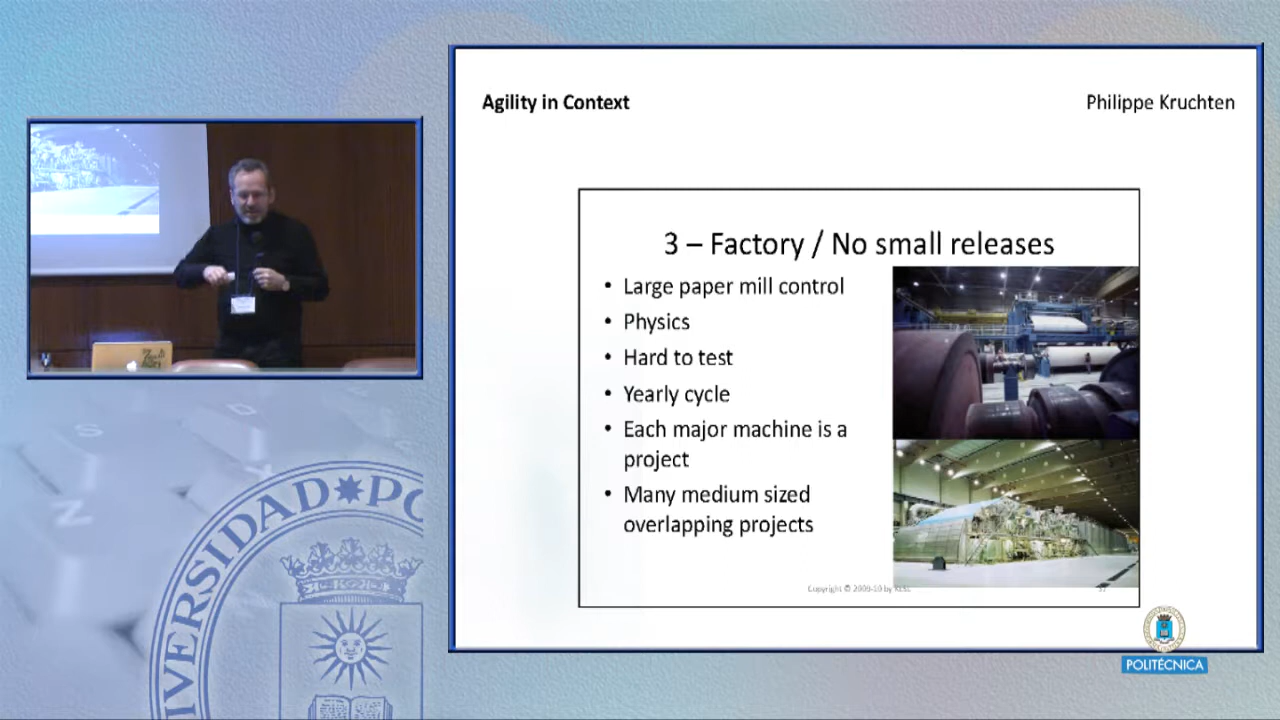 Agility in Context
Philippe Kruchten
3 – Factory / No small releases
• Large paper mill control
• Physics
• Hard to test
• Yearly cycle
• Each major machine is a
project
• Many medium sized
overlapping projects
UNIVERSIDAD PO
POLITÉCNICA